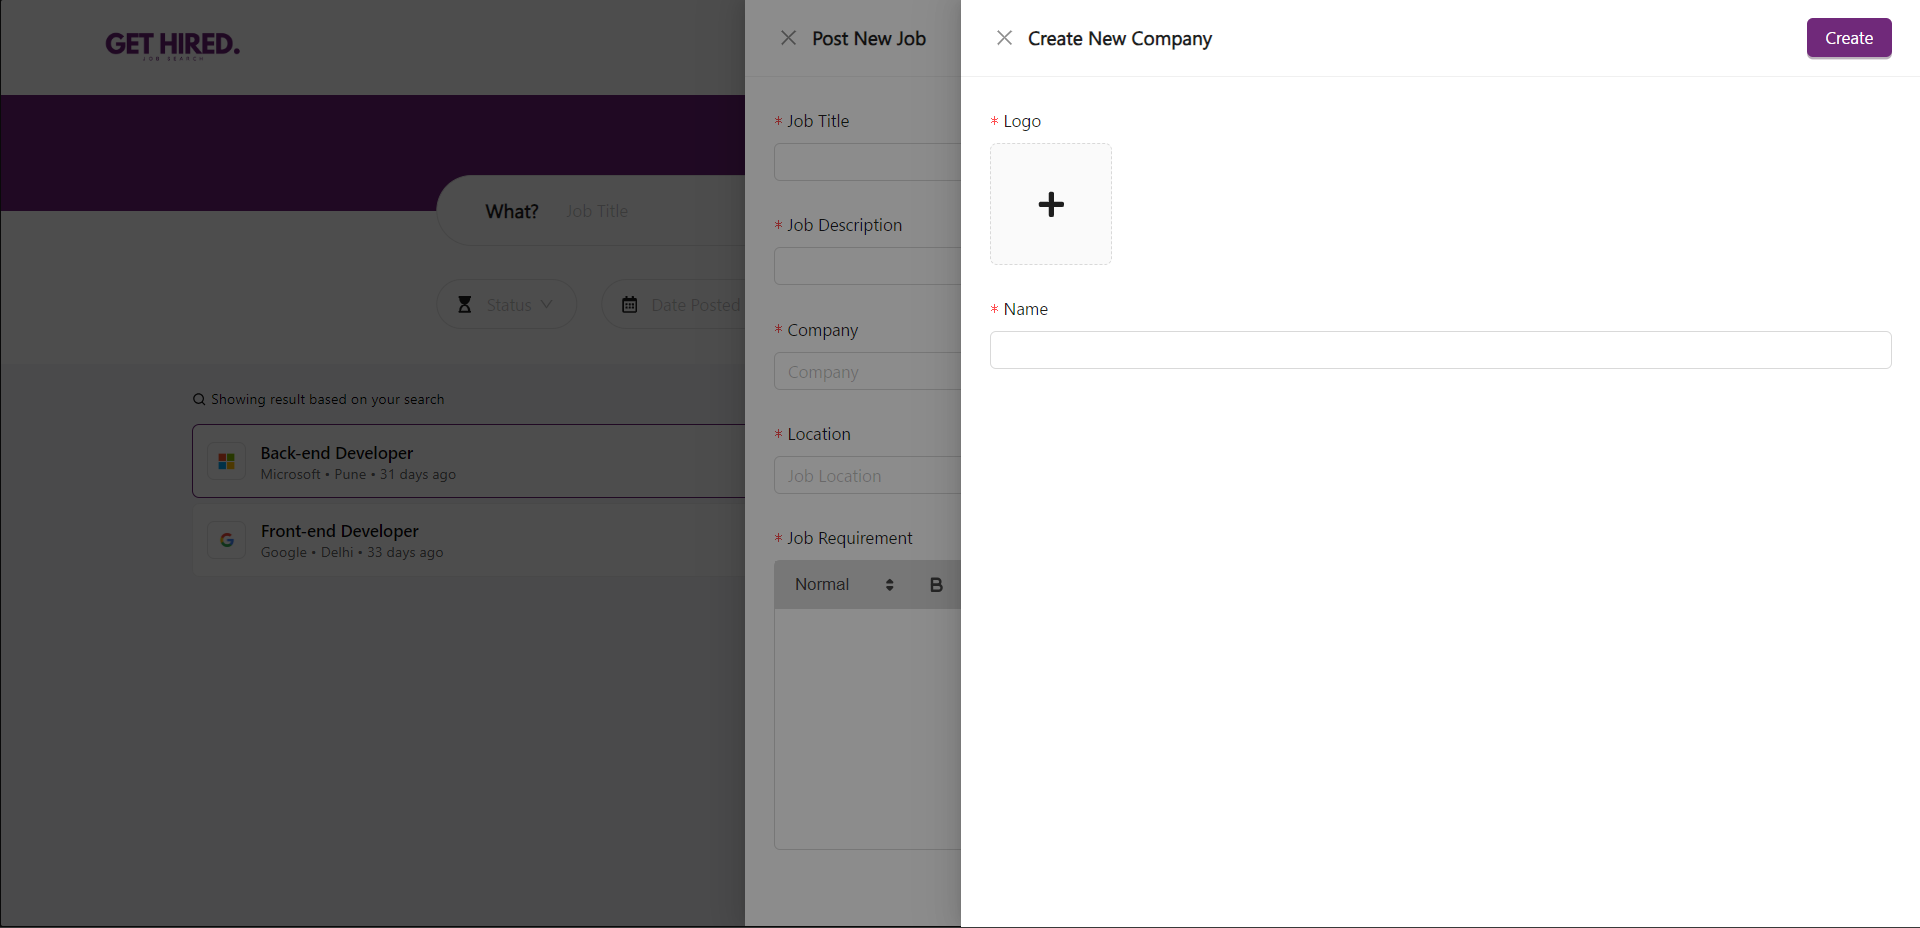 GET HIRED.
JOB SEARCH
What? Job Title
Status Date Posted
Showing result based on your search
Back-end Developer
Microsoft • Pune • 31 days ago
Front-end Developer
Google • Delhi • 33 days ago
Post New Job
* Job Title
* Job Description
* Company
Company
* Location
Job Location
* Job Requirement
Normal B
Create New Company
Create
* Logo
* Name